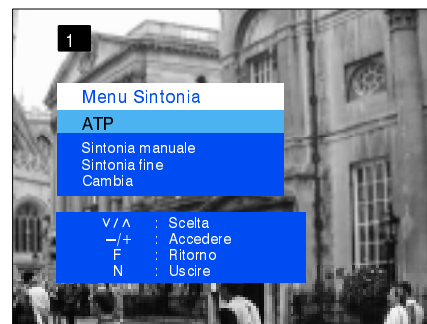 1
Menu Sintonia
ATP
Sintonia manuale
Sintonia fine
Cambia
∨/∧ : Scelta
–/+ : Accedere
F : Ritorno
N : Uscire